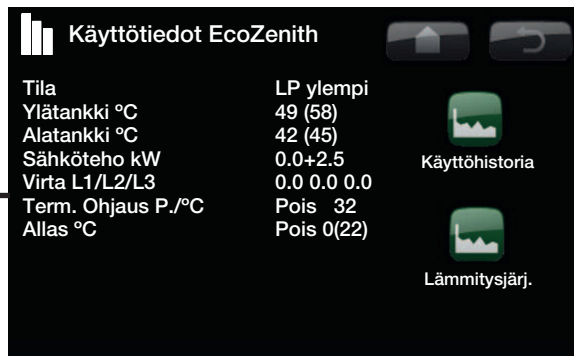 Käyttötiedot EcoZenith
Tila LP ylempi
Ylätankki ºC 49 (58)
Alatankki ºC 42 (45)
Sähköteho kW 0.0+2.5
Virta L1/L2/L3 0.0 0.0 0.0
Term. Ohjaus P./ºC Pois 32
Allas ºC Pois 0(22)
Käyttöhistoria
Lämmitysjärj.